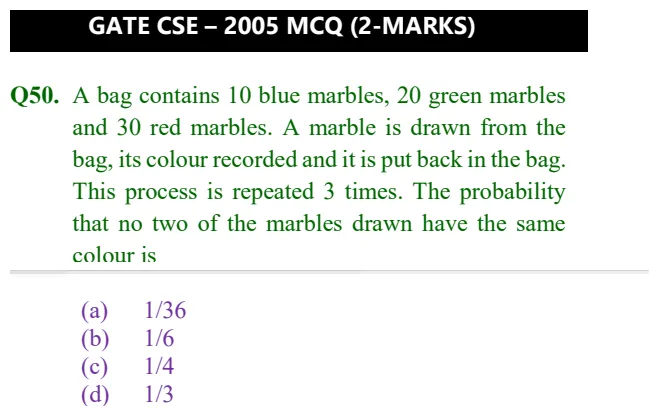 GATE CSE – 2005 MCQ (2-MARKS)
Q50. A bag contains 10 blue marbles, 20 green marbles
and 30 red marbles. A marble is drawn from the
bag, its colour recorded and it is put back in the bag.
This process is repeated 3 times. The probability
that no two of the marbles drawn have the same
colour is
(a) 1/36
(b) 1/6
(c) 1/4
(d) 1/3